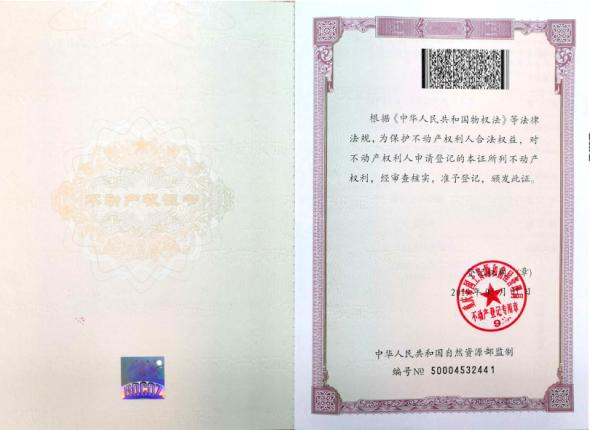 不动产权证书
根据《中华人民共和国物权法》等法律
法规，为保护不动产权利人合法权益，对
不动产权利人申请登记的本证所列不动产
权利，经审查核实，准予登记，颁发此证。
（章）
不动产登记专用章
中华人民共和国自然资源部监制
编号№ 50004532441